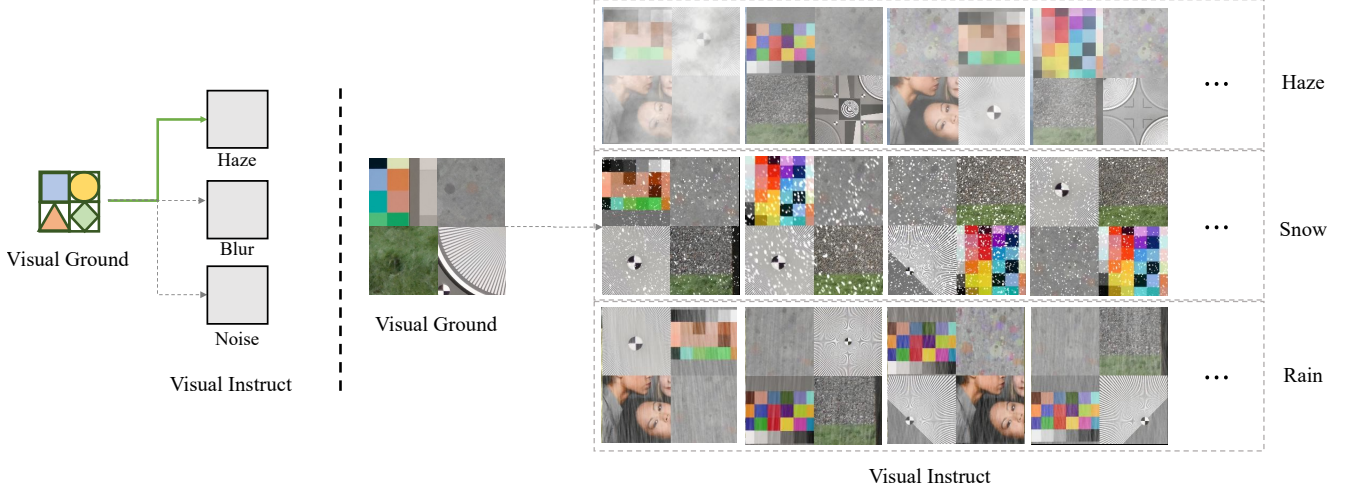 Haze
Blur
Noise
Visual Ground
Visual Instruct
Visual Ground
... Haze
... Snow
... Rain
Visual Instruct